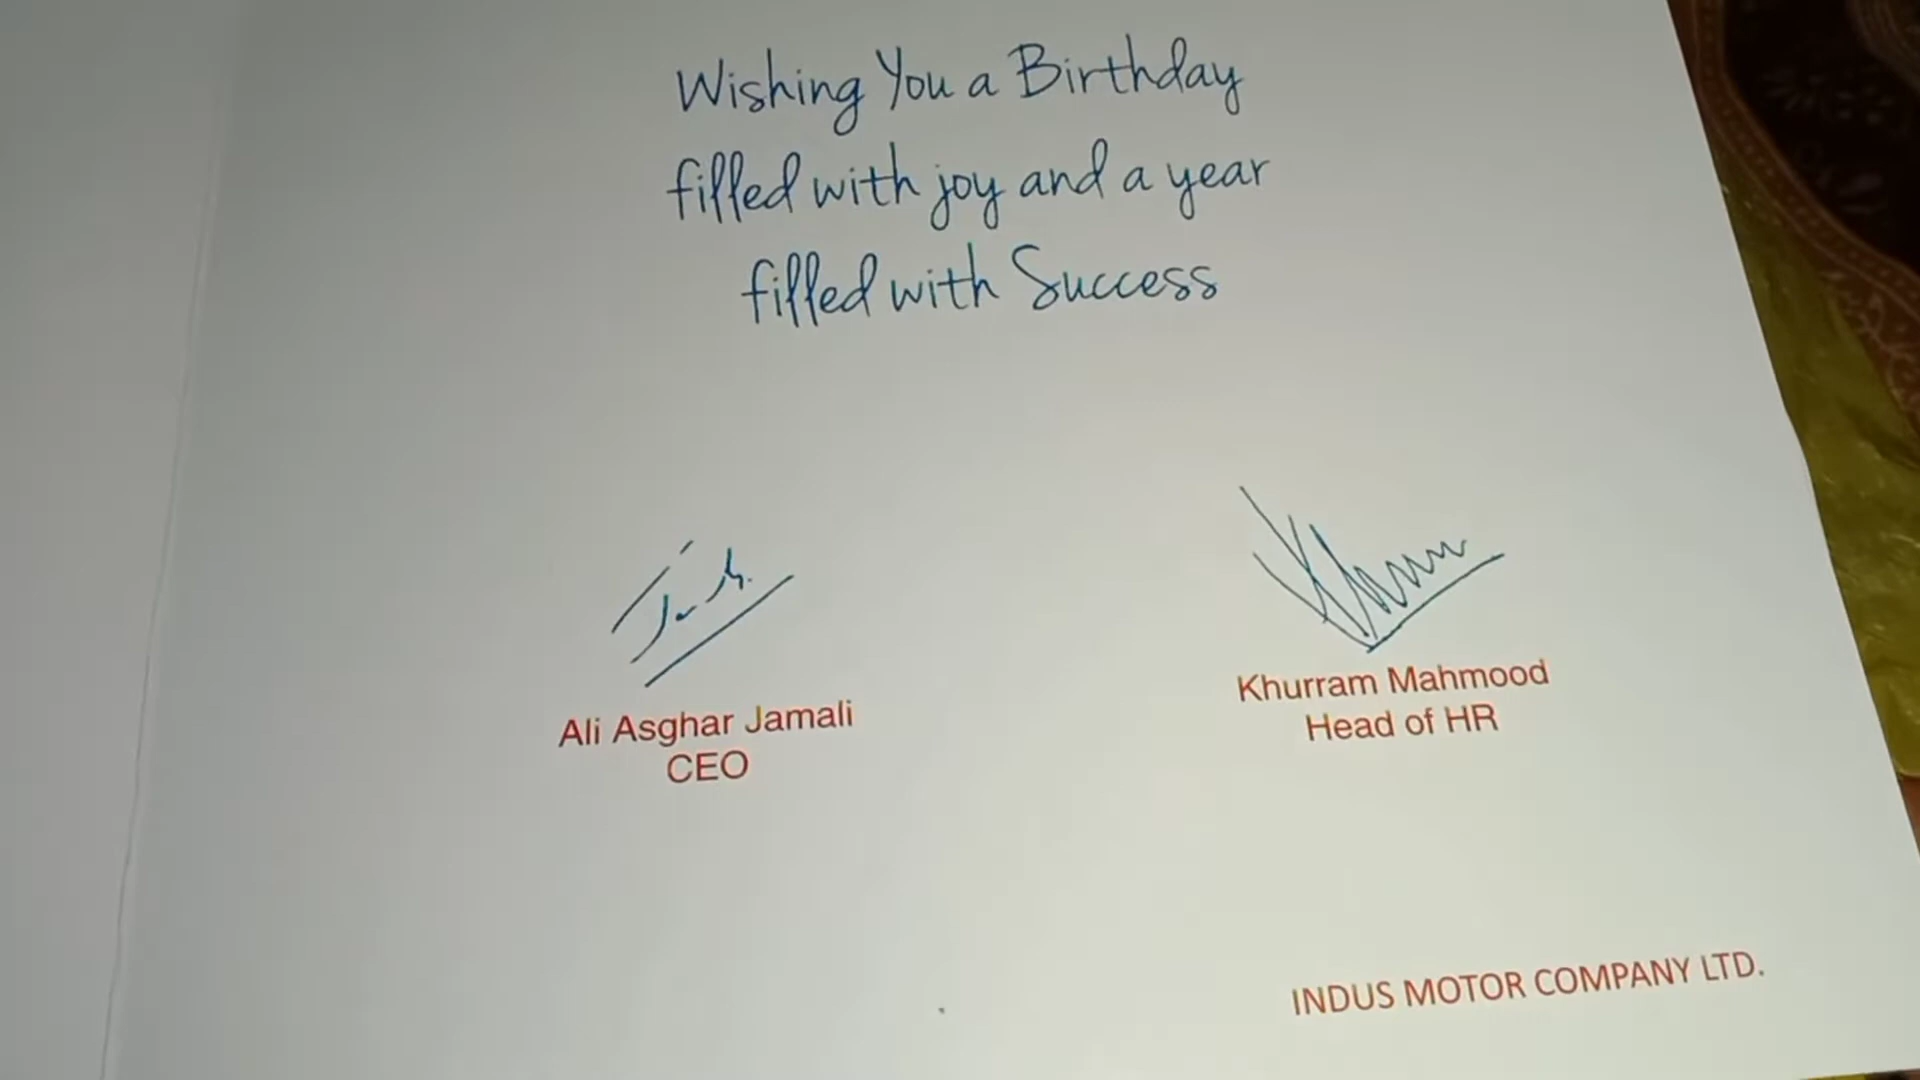 Wishing You a Birthday
filled with joy and a year
filled with Success
Ali Asghar Jamali
CEO
Khurram Mahmood
Head of HR
INDUS MOTOR COMPANY LTD.